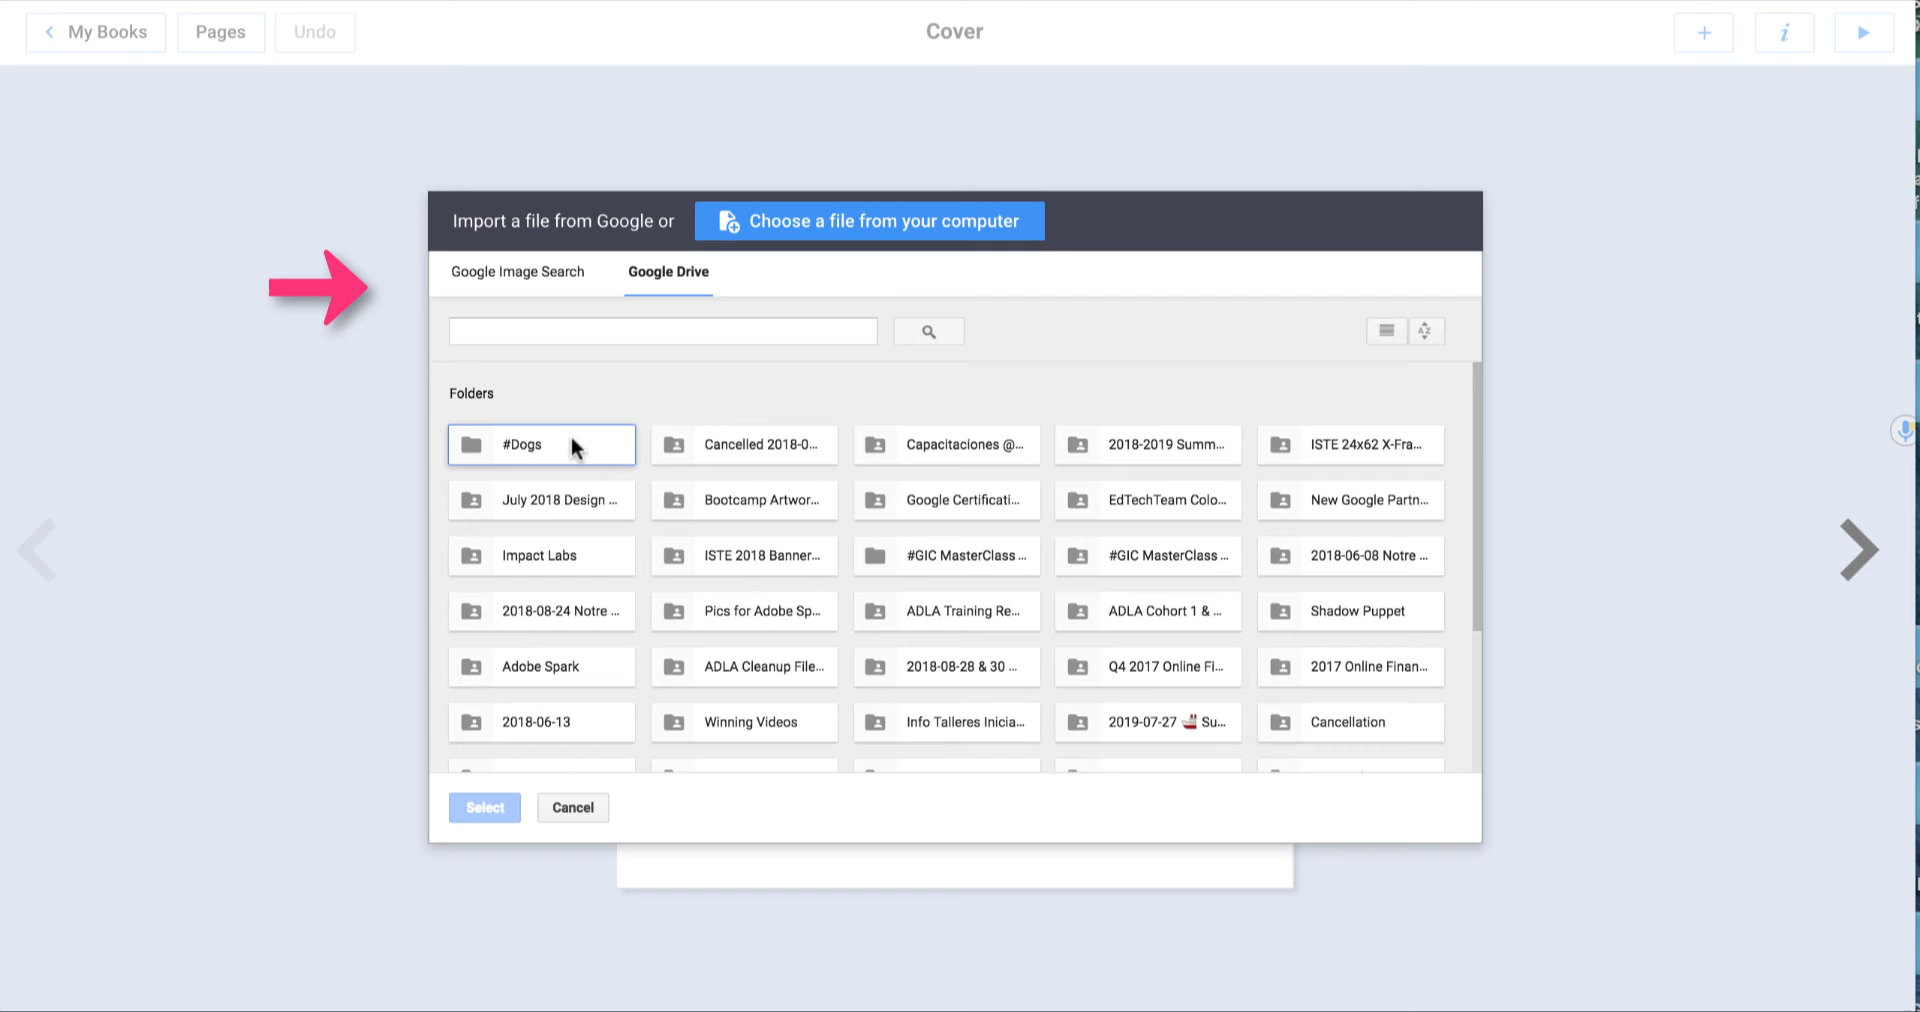 My Books Pages Undo Cover + i
Import a file from Google or Choose a file from your computer
Google Image Search Google Drive
AZ
Folders
#Dogs Cancelled 2018-0... Capacitaciones @... 2018-2019 Summ... ISTE 24x62 X-Fra...
July 2018 Design ... Bootcamp Artwor... Google Certificati... EdTechTeam Colo... New Google Partn...
Impact Labs ISTE 2018 Banner... #GIC MasterClass ... #GIC MasterClass ... 2018-06-08 Notre ...
2018-08-24 Notre ... Pics for Adobe Sp... ADLA Training Re... ADLA Cohort 1 & ... Shadow Puppet
Adobe Spark ADLA Cleanup File... 2018-08-28 & 30 ... Q4 2017 Online Fi... 2017 Online Finan...
2018-06-13 Winning Videos Info Talleres Inicia... 2019-07-27 🚢 Su... Cancellation
Select Cancel